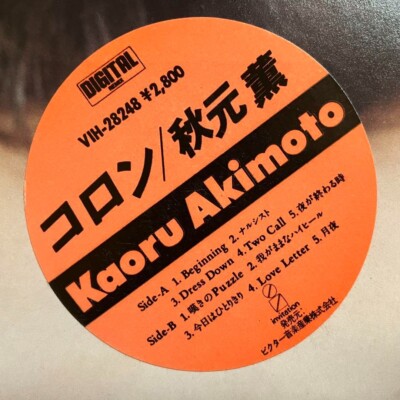 DIGITAL
VIH-28248 ¥2,800
コロン/秋元 薫
Kaoru Akimoto
Side-A 1. Beginning 2. ナルシスト
3. Dress Down 4. Two Call 5. 夜が終わる時
Side-B 1. 嘆きのPuzzle 2. 我がままなハイヒール
3. 今日はひとりきり 4. Love Letter 5. 月夜
invitation
発売元:
ビクター音楽産業株式会社